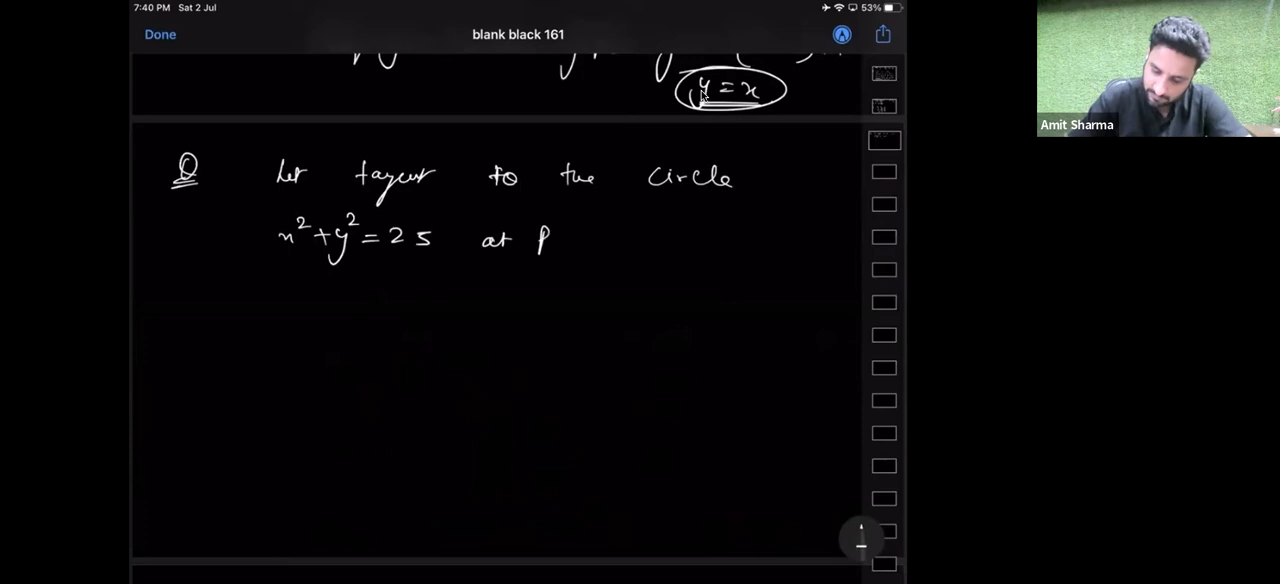 7:40 PM Sat 2 Jul
53%
Done
blank black 161
y = x
Q Let tangent to the circle
x² + y² = 25 at P
Amit Sharma